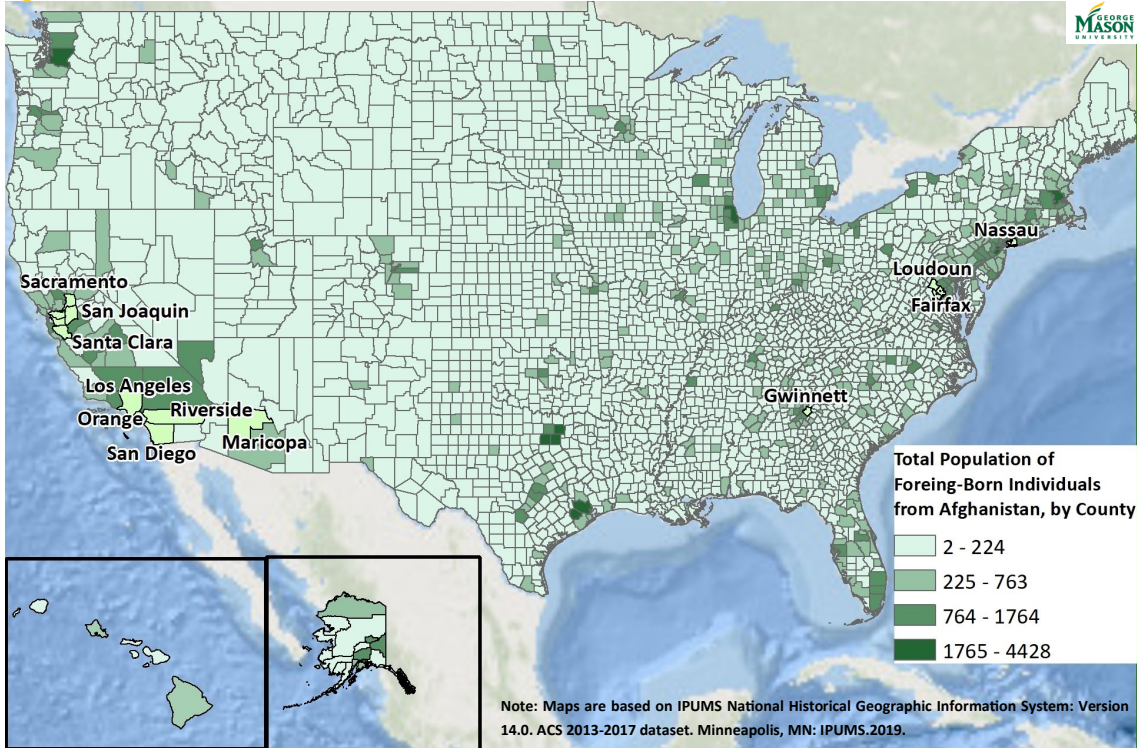 GEORGE
MASON
UNIVERSITY
Nassau
Loudoun
Fairfax
Sacramento
San Joaquin
Santa Clara
Los Angeles
Riverside
Orange
Maricopa
San Diego
Gwinnett
Total Population of
Foreing-Born Individuals
from Afghanistan, by County
2 - 224
225 - 763
764 - 1764
1765 - 4428
Note: Maps are based on IPUMS National Historical Geographic Information System: Version
14.0. ACS 2013-2017 dataset. Minneapolis, MN: IPUMS.2019.